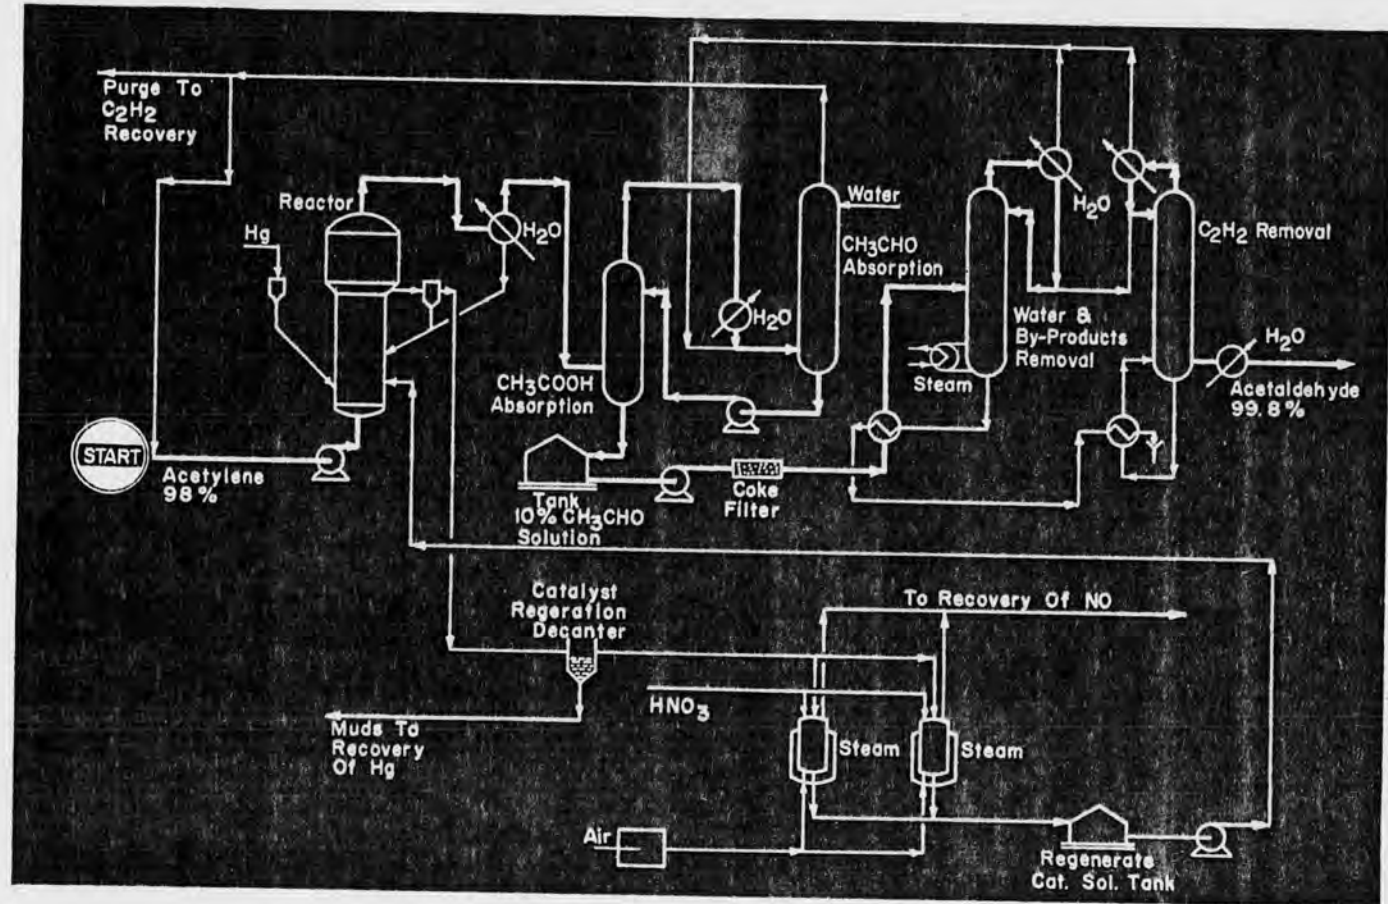 Purge To
C2H2
Recovery
Reactor
Hg
H2O
START
Acetylene
98%
CH3COOH
Absorption
Tank
10% CH3CHO
Solution
H2O
Water
CH3CHO
Absorption
Coke
Filter
Steam
H2O
Water &
By-Products
Removal
C2H2 Removal
H2O
Acetaldehyde
99.8%
Catalyst
Regeration
Decanter
Muds To
Recovery
Of Hg
To Recovery Of NO
HNO3
Steam
Steam
Air
Regenerate
Cat. Sol. Tank